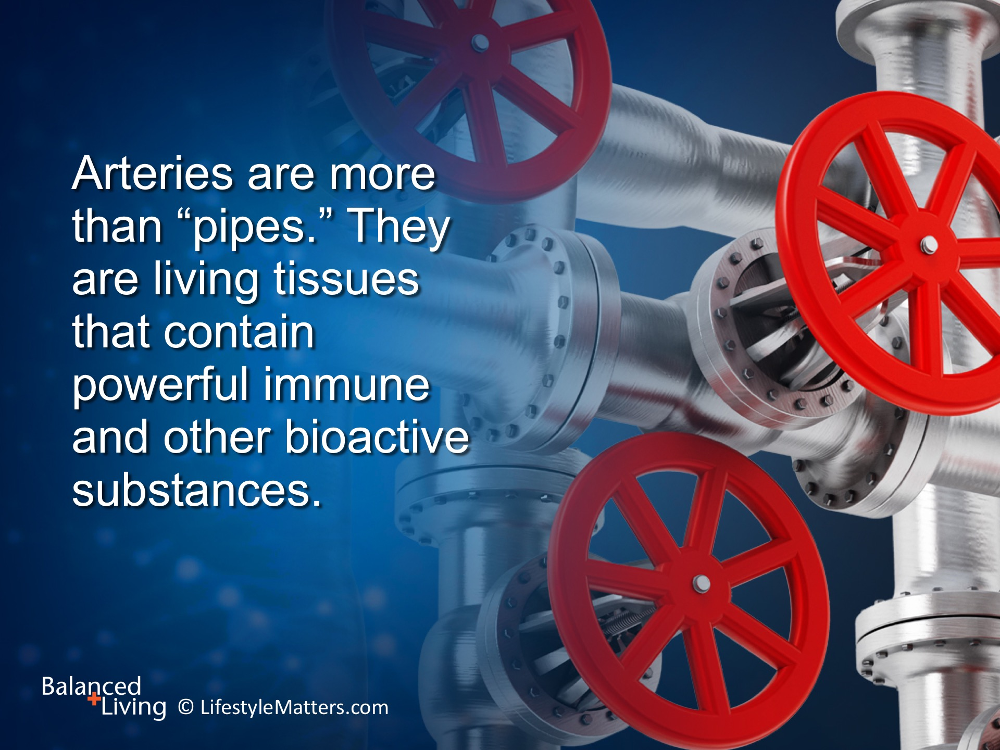 Arteries are more
than “pipes.” They
are living tissues
that contain
powerful immune
and other bioactive
substances.
Balanced
Living © LifestyleMatters.com